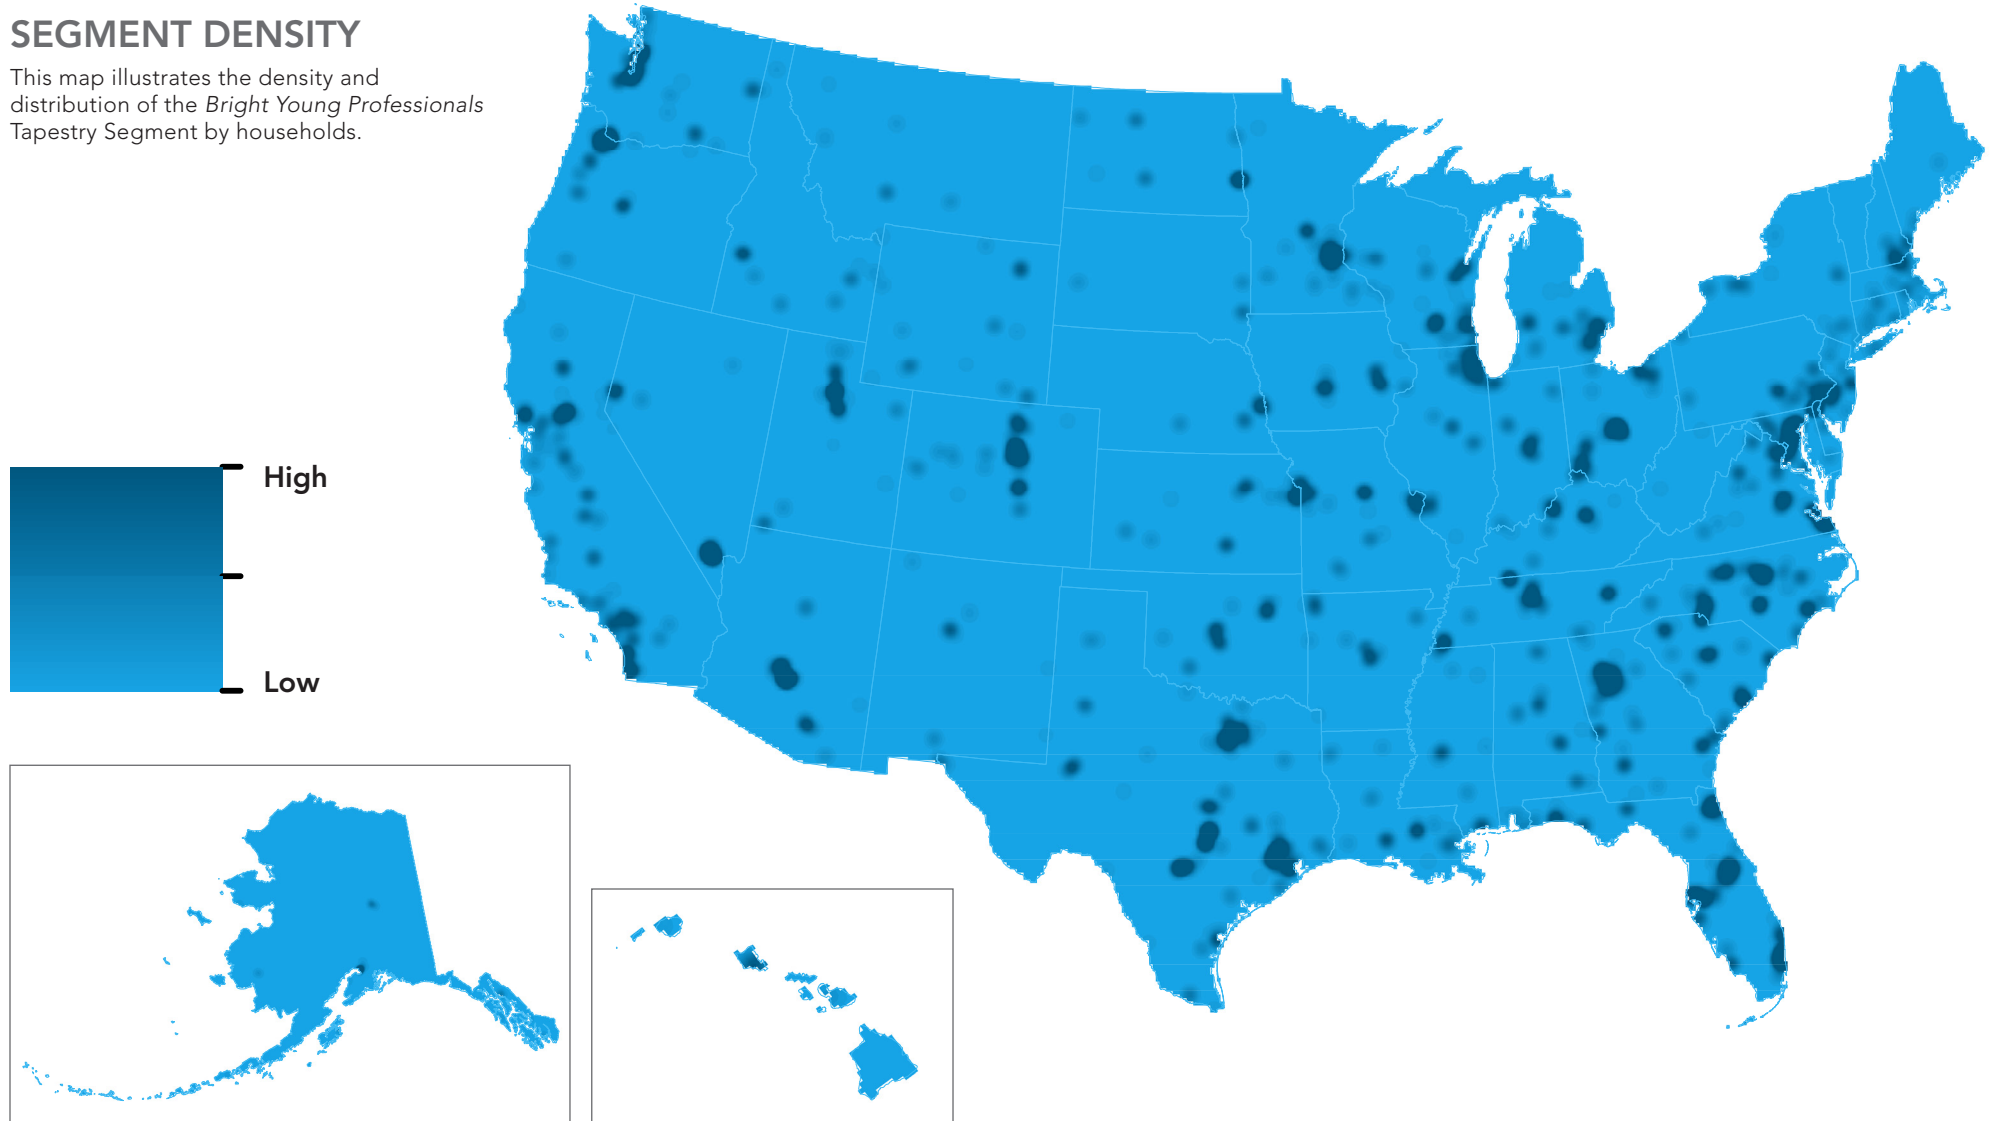 SEGMENT DENSITY
This map illustrates the density and
distribution of the Bright Young Professionals
Tapestry Segment by households.
High
Low